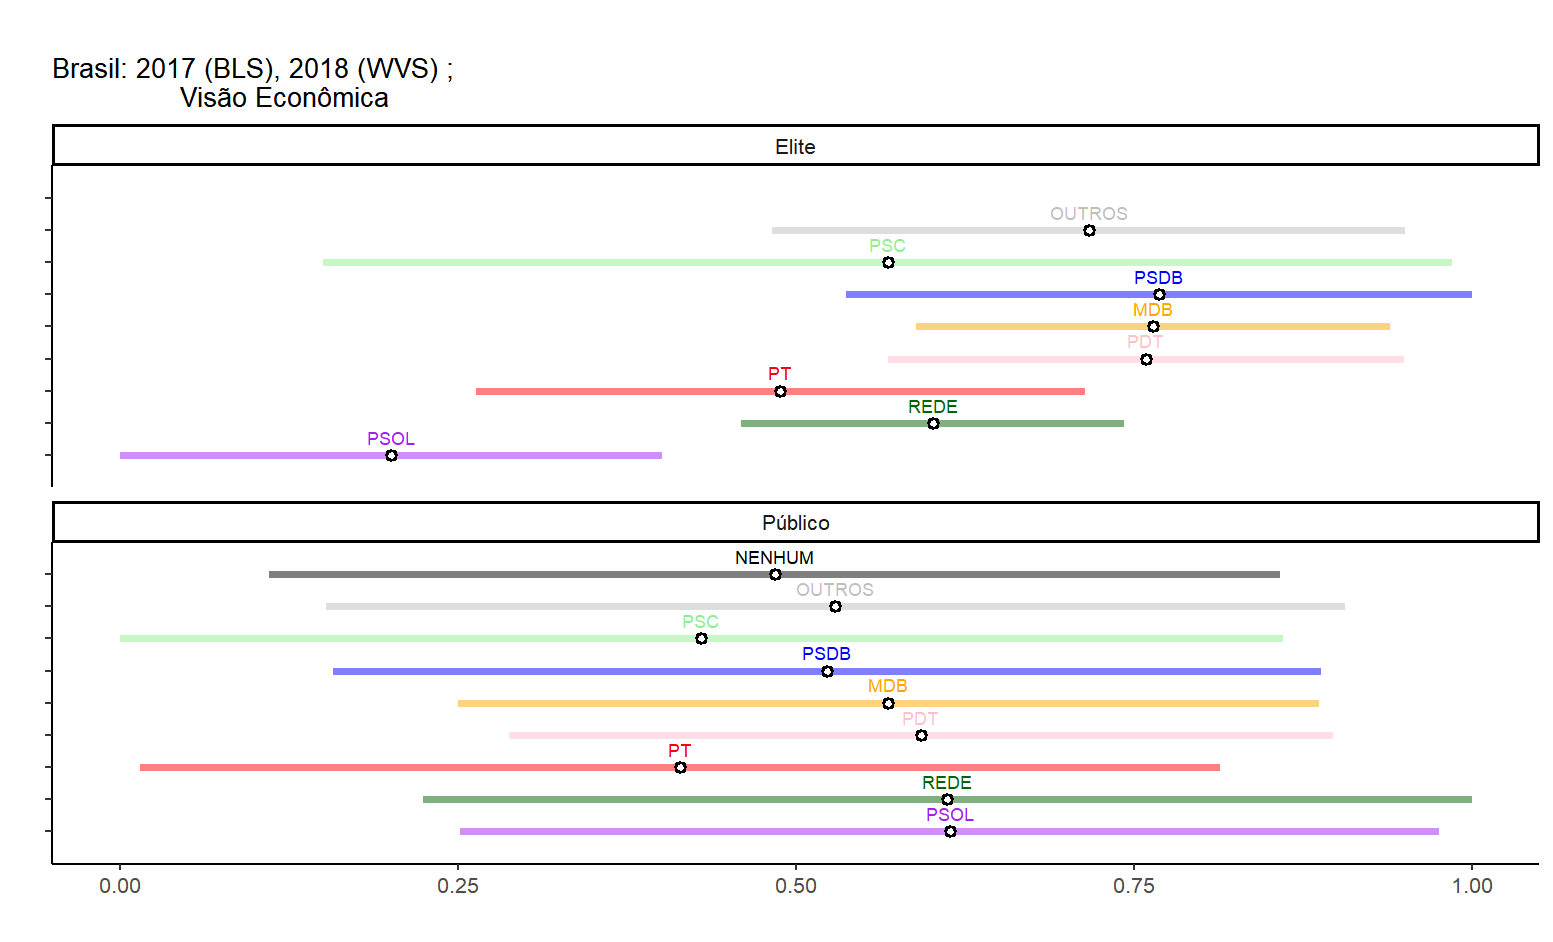 Brasil: 2017 (BLS), 2018 (WVS) ;
Visão Econômica
Elite
OUTROS
PSC
PSDB
MDB
PDT
PT
REDE
PSOL
Público
NENHUM
OUTROS
PSC
PSDB
MDB
PDT
PT
REDE
PSOL
0.00 0.25 0.50 0.75 1.00